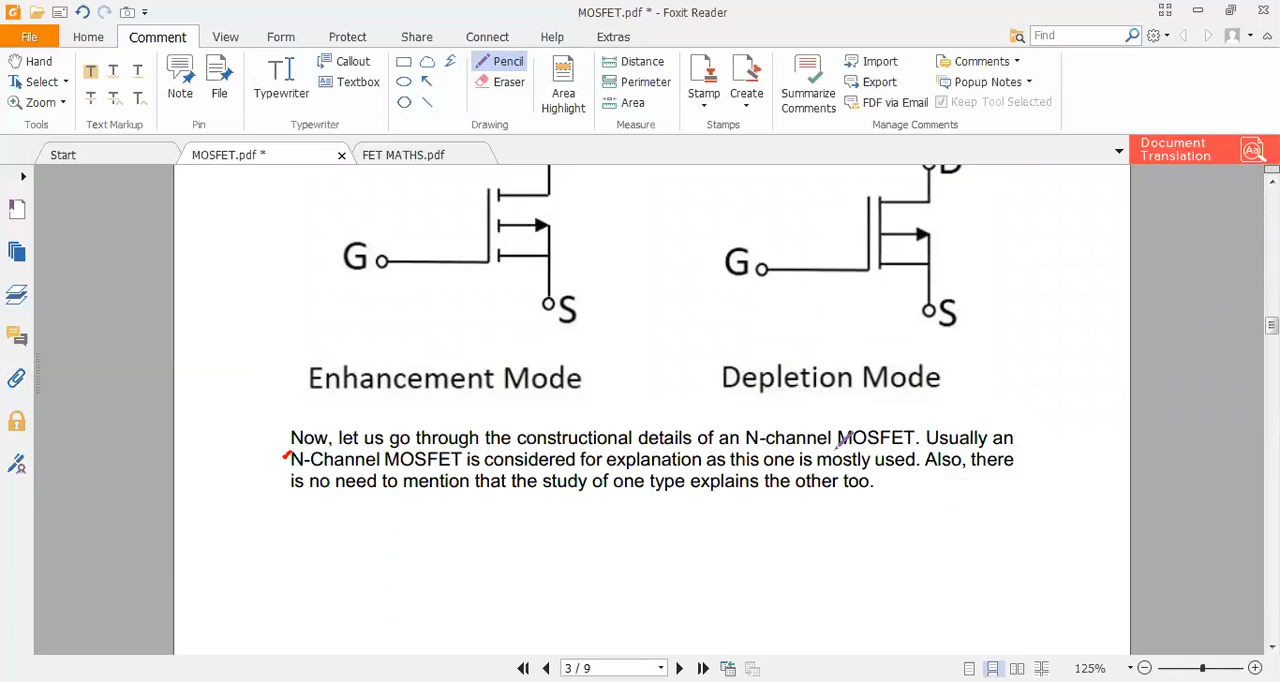 MOSFET.pdf * - Foxit Reader
File Home Comment View Form Protect Share Connect Help Extras Find
Hand
Select
Zoom
Tools
Text Markup
Note
File
Pin
Typewriter
Callout
Textbox
Typewriter
Pencil
Eraser
Drawing
Area
Highlight
Distance
Perimeter
Area
Measure
Stamp
Create
Stamps
Summarize
Comments
Import
Export
FDF via Email
Comments
Popup Notes
Keep Tool Selected
Manage Comments
Start MOSFET.pdf * FET MATHS.pdf
Document
Translation
D
G
S
G
S
Enhancement Mode
Depletion Mode
Now, let us go through the constructional details of an N-channel MOSFET. Usually an
N-Channel MOSFET is considered for explanation as this one is mostly used. Also, there
is no need to mention that the study of one type explains the other too.
3 / 9
125%